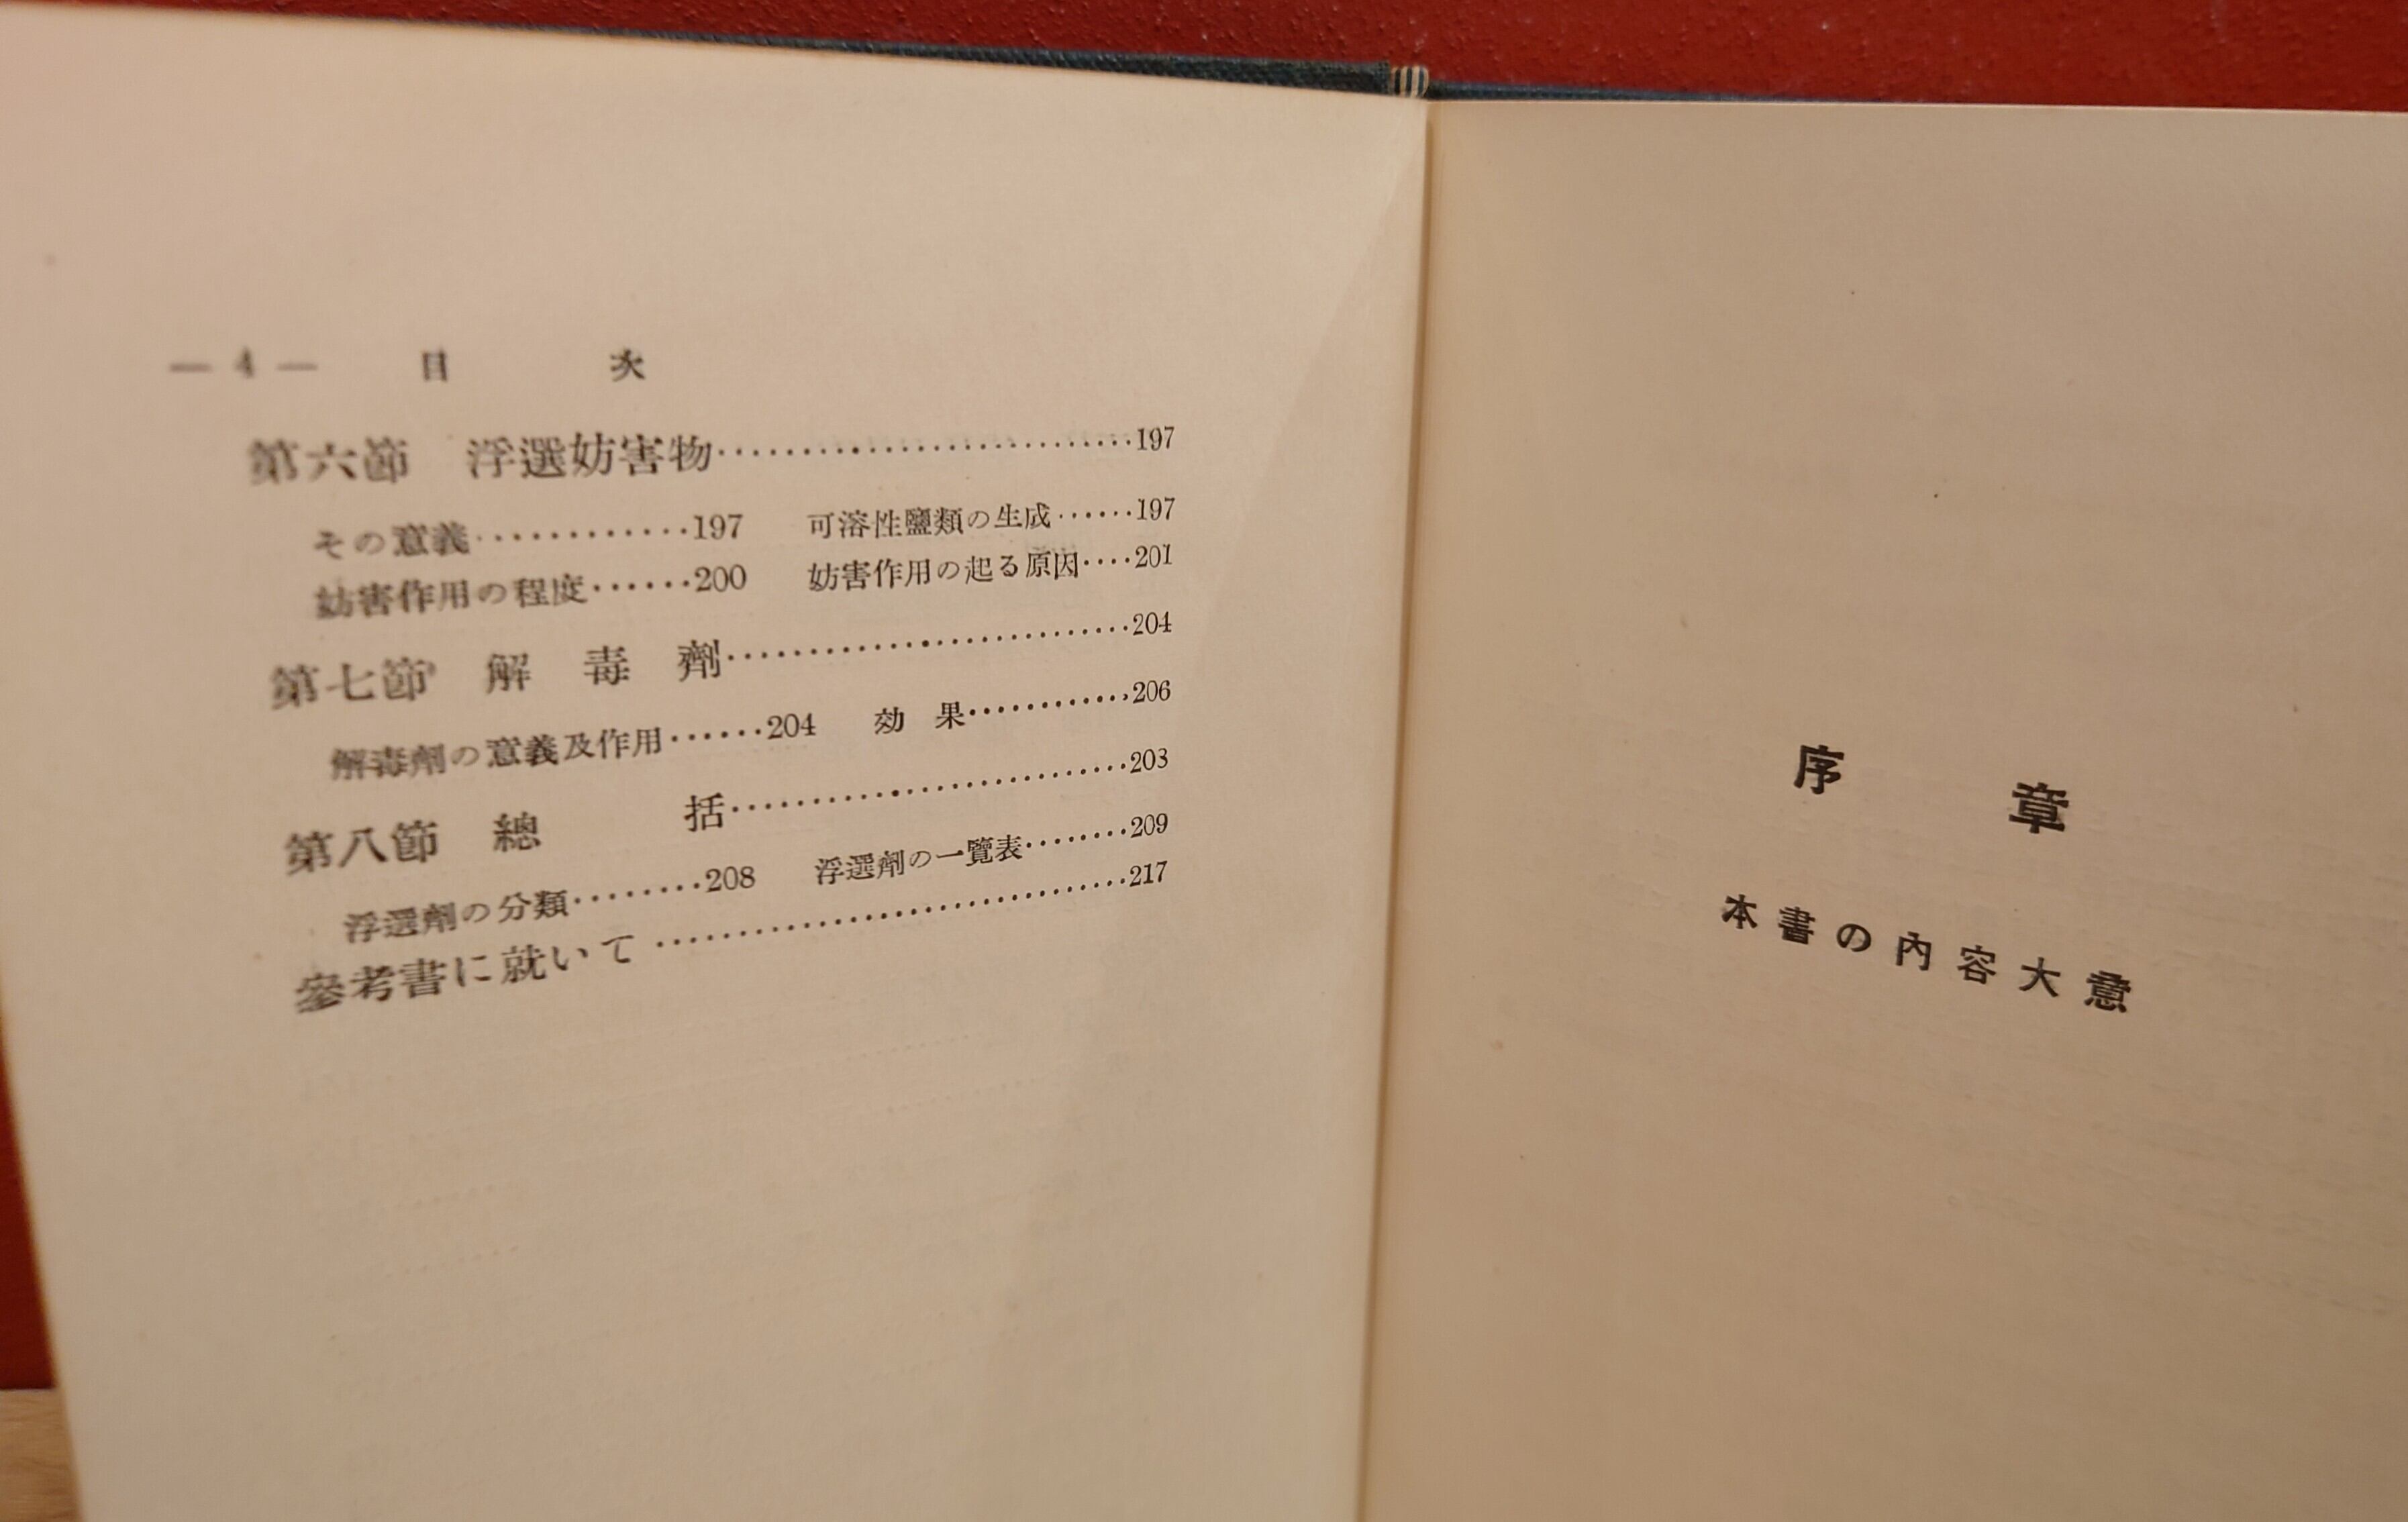 — 4 — 目 次
第六節 浮選妨害物…………………………197
その意義…………197 可溶性鹽類の生成……197
妨害作用の程度……200 妨害作用の起る原因……201
第七節 解毒劑…………………………204
解毒劑の意義及作用……204 効果…………206
第八節 總括…………………………203
浮選劑の分類………208 浮選劑の一覽表………209
參考書に就いて…………………………217
序章
本書の內容大意